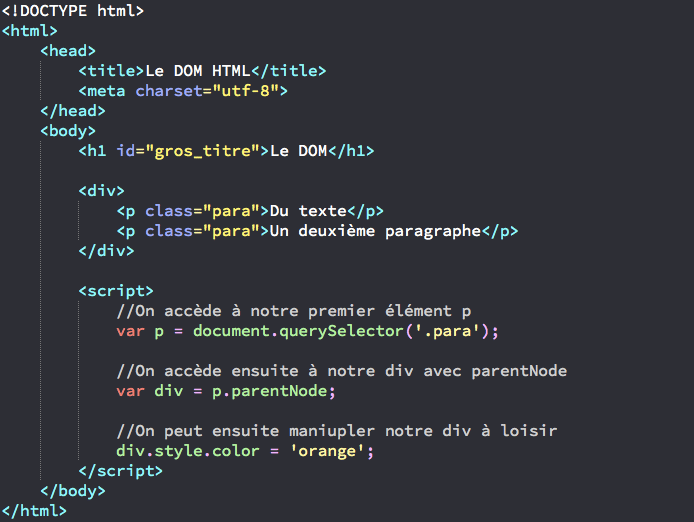 <!DOCTYPE html>
<html>
<head>
<title>Le DOM HTML</title>
<meta charset="utf-8">
</head>
<body>
<h1 id="gros_titre">Le DOM</h1>
<div>
<p class="para">Du texte</p>
<p class="para">Un deuxième paragraphe</p>
</div>
<script>
//On accède à notre premier élément p
var p = document.querySelector('.para');
//On accède ensuite à notre div avec parentNode
var div = p.parentNode;
//On peut ensuite maniupler notre div à loisir
div.style.color = 'orange';
</script>
</body>
</html>